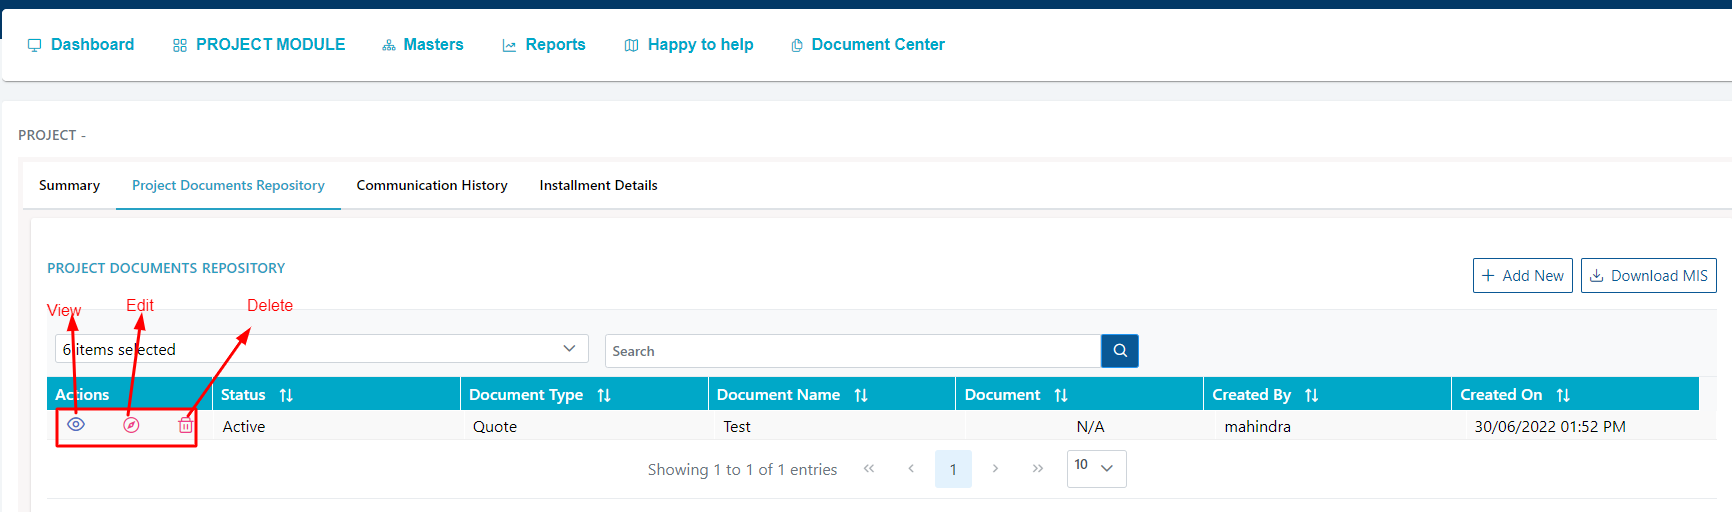 Dashboard PROJECT MODULE Masters Reports Happy to help Document Center
PROJECT -
Summary Project Documents Repository Communication History Installment Details
PROJECT DOCUMENTS REPOSITORY
Add New Download MIS
View Edit Delete
6 items selected Search
Actions Status Document Type Document Name Document Created By Created On
Active Quote Test N/A mahindra 30/06/2022 01:52 PM
Showing 1 to 1 of 1 entries « ‹ 1 › » 10